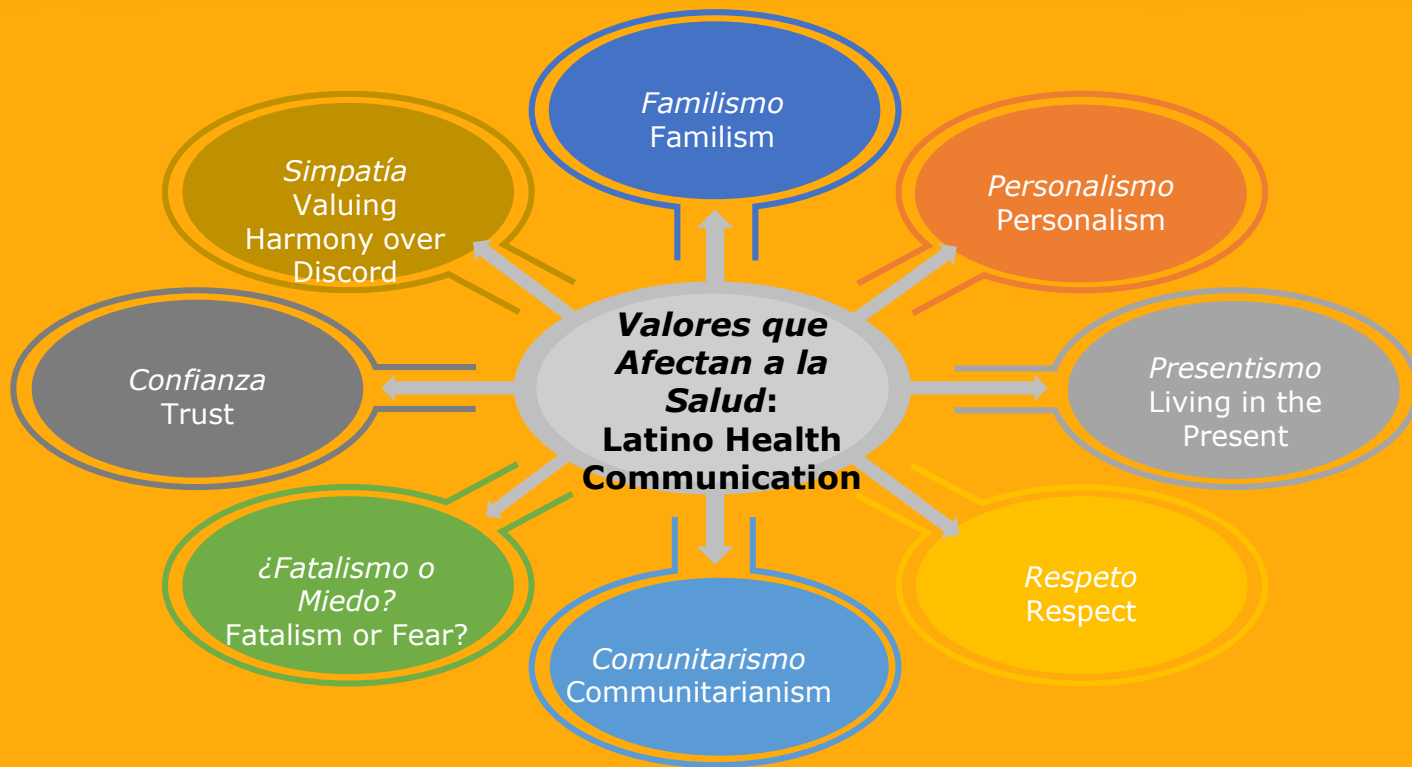 Familismo
Familism
Simpatía
Valuing
Harmony over
Discord
Personalismo
Personalism
Valores que
Afectan a la
Salud:
Latino Health
Communication
Confianza
Trust
Presentismo
Living in the
Present
¿Fatalismo o
Miedo?
Fatalism or Fear?
Respeto
Respect
Comunitarismo
Communitarianism